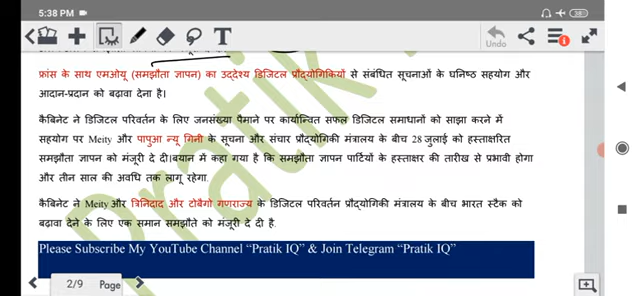 5:38 PM
38
Undo
फ्रांस के साथ एमओयू (समझौता ज्ञापन) का उद्देश्य डिजिटल प्रौद्योगिकियों से संबंधित सूचनाओं के घनिष्ठ सहयोग और
आदान-प्रदान को बढ़ावा देना है।
कैबिनेट ने डिजिटल परिवर्तन के लिए जनसंख्या पैमाने पर कार्यान्वित सफल डिजिटल समाधानों को साझा करने में
सहयोग पर Meity और पापुआ न्यू गिनी के सूचना और संचार प्रौद्योगिकी मंत्रालय के बीच 28 जुलाई को हस्ताक्षरित
समझौता ज्ञापन को मंजूरी दे दी। बयान में कहा गया है कि समझौता ज्ञापन पार्टियों के हस्ताक्षर की तारीख से प्रभावी होगा
और तीन साल की अवधि तक लागू रहेगा।
कैबिनेट ने Meity और त्रिनिदाद और टोबैगो गणराज्य के डिजिटल परिवर्तन प्रौद्योगिकी मंत्रालय के बीच भारत स्टैक को
बढ़ावा देने के लिए एक समान समझौते को मंजूरी दे दी है.
Please Subscribe My YouTube Channel “Pratik IQ” & Join Telegram “Pratik IQ”
2/9 Page